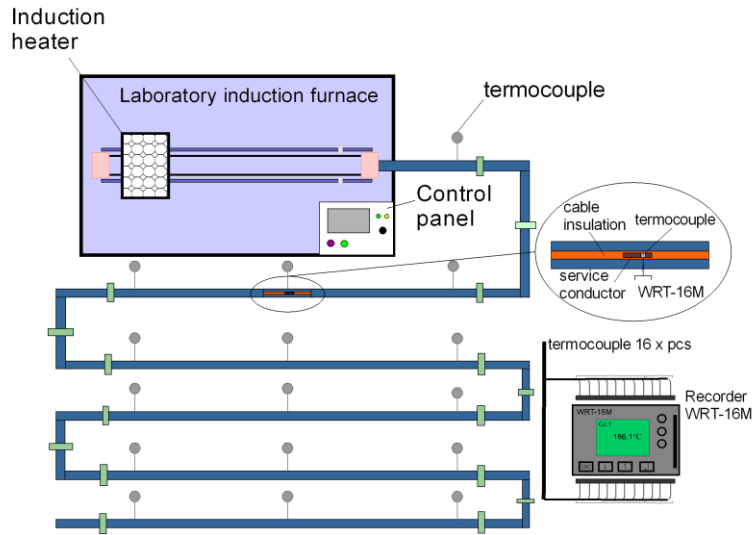 Induction
heater
Laboratory induction furnace
termocouple
Control
panel
cable
insulation
termocouple
service
conductor
WRT-16M
termocouple 16 x pcs
Recorder
WRT-16M
WRT-16M
Cz.1
186.1°C